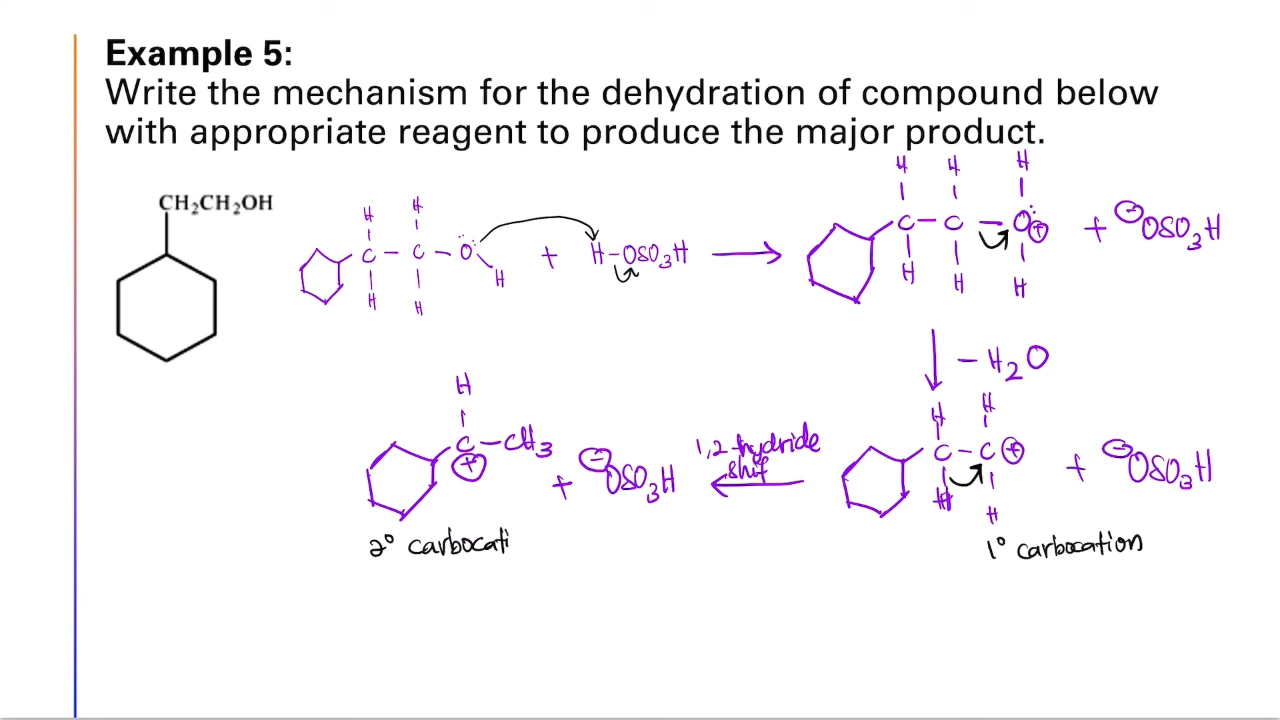 Example 5:
Write the mechanism for the dehydration of compound below
with appropriate reagent to produce the major product.
CH₂CH₂OH
H H
C - C - O: H
H H
+ H-OSO₃H
H H H
C - C - O: ⊕
H H H
+ ⊖OSO₃H
- H₂O
H H
C - C ⊕
H H
+ ⊖OSO₃H
1° carbocation
1,2-hydride
shif
H
C - CH₃
⊕
+ ⊖OSO₃H
2° carbocati